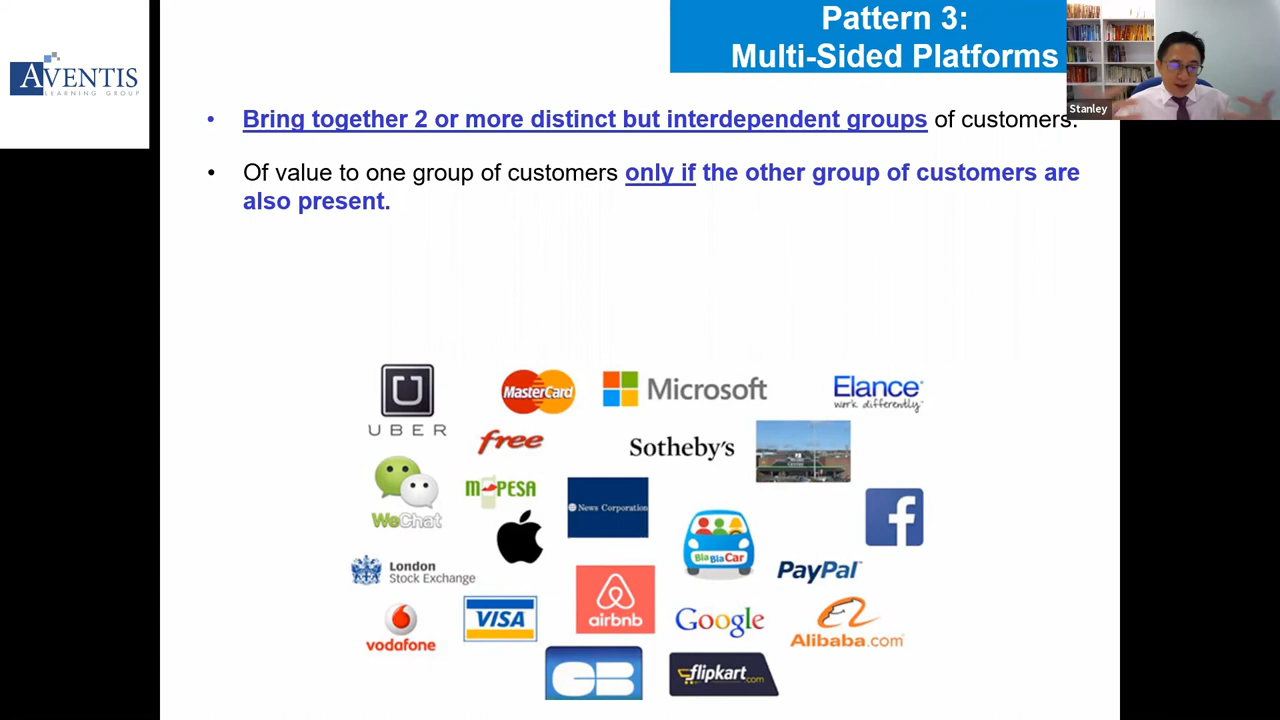 Pattern 3:
Multi-Sided Platforms
AVENTIS
LEARNING GROUP
Stanley
• Bring together 2 or more distinct but interdependent groups of customers.
• Of value to one group of customers only if the other group of customers are
also present.
UBER
MasterCard
Microsoft
Elance
work differently
free
Sotheby's
WeChat
M-PESA
News Corporation
BlaBlaCar
London
Stock Exchange
PayPal
vodafone
VISA
airbnb
Google
Alibaba.com
CB
flipkart.com